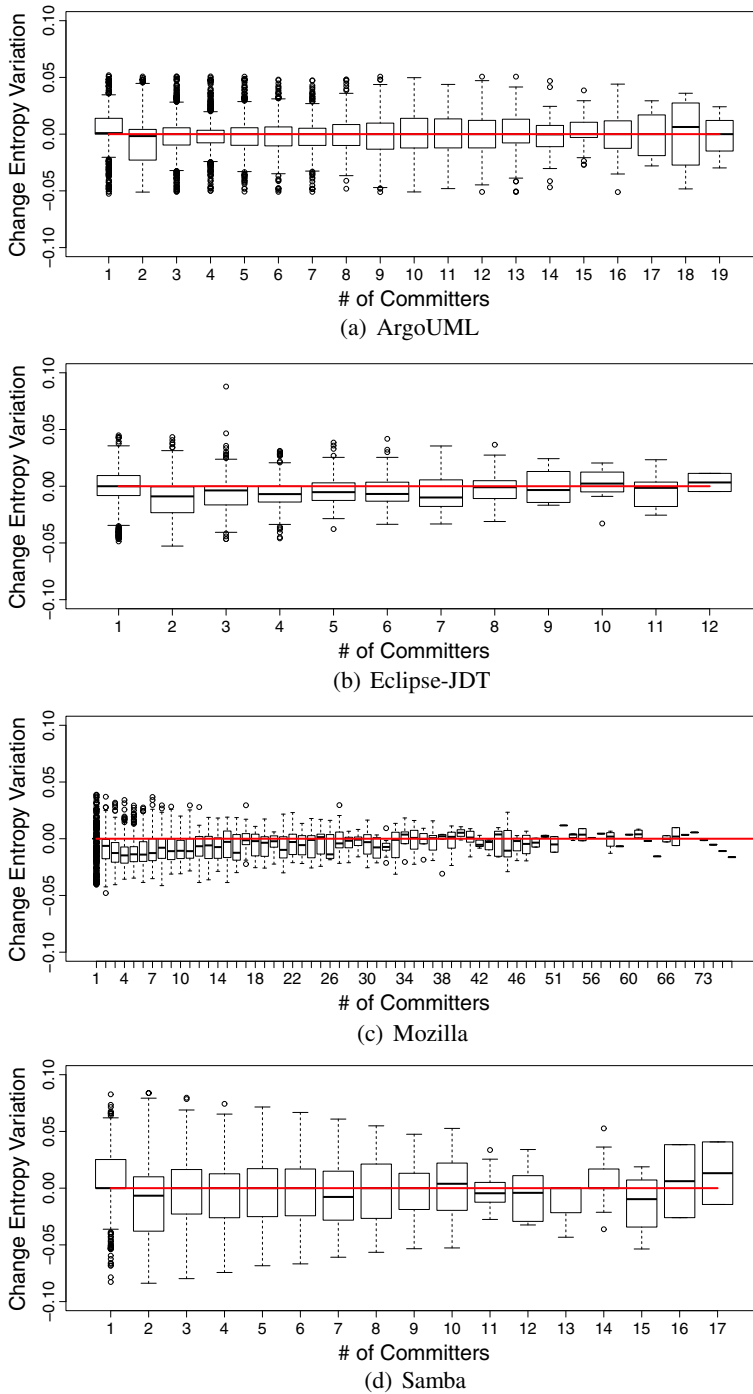 0.10
0.05
0.00
−0.05
−0.10
Change Entropy Variation
1 2 3 4 5 6 7 8 9 10 11 12 13 14 15 16 17 18 19
# of Committers
(a) ArgoUML
0.10
0.05
0.00
−0.05
−0.10
Change Entropy Variation
1 2 3 4 5 6 7 8 9 10 11 12
# of Committers
(b) Eclipse-JDT
0.10
0.05
0.00
−0.05
−0.10
Change Entropy Variation
1 4 7 10 14 18 22 26 30 34 38 42 46 51 56 60 66 73
# of Committers
(c) Mozilla
0.10
0.05
0.00
−0.05
−0.10
Change Entropy Variation
1 2 3 4 5 6 7 8 9 10 11 12 13 14 15 16 17
# of Committers
(d) Samba